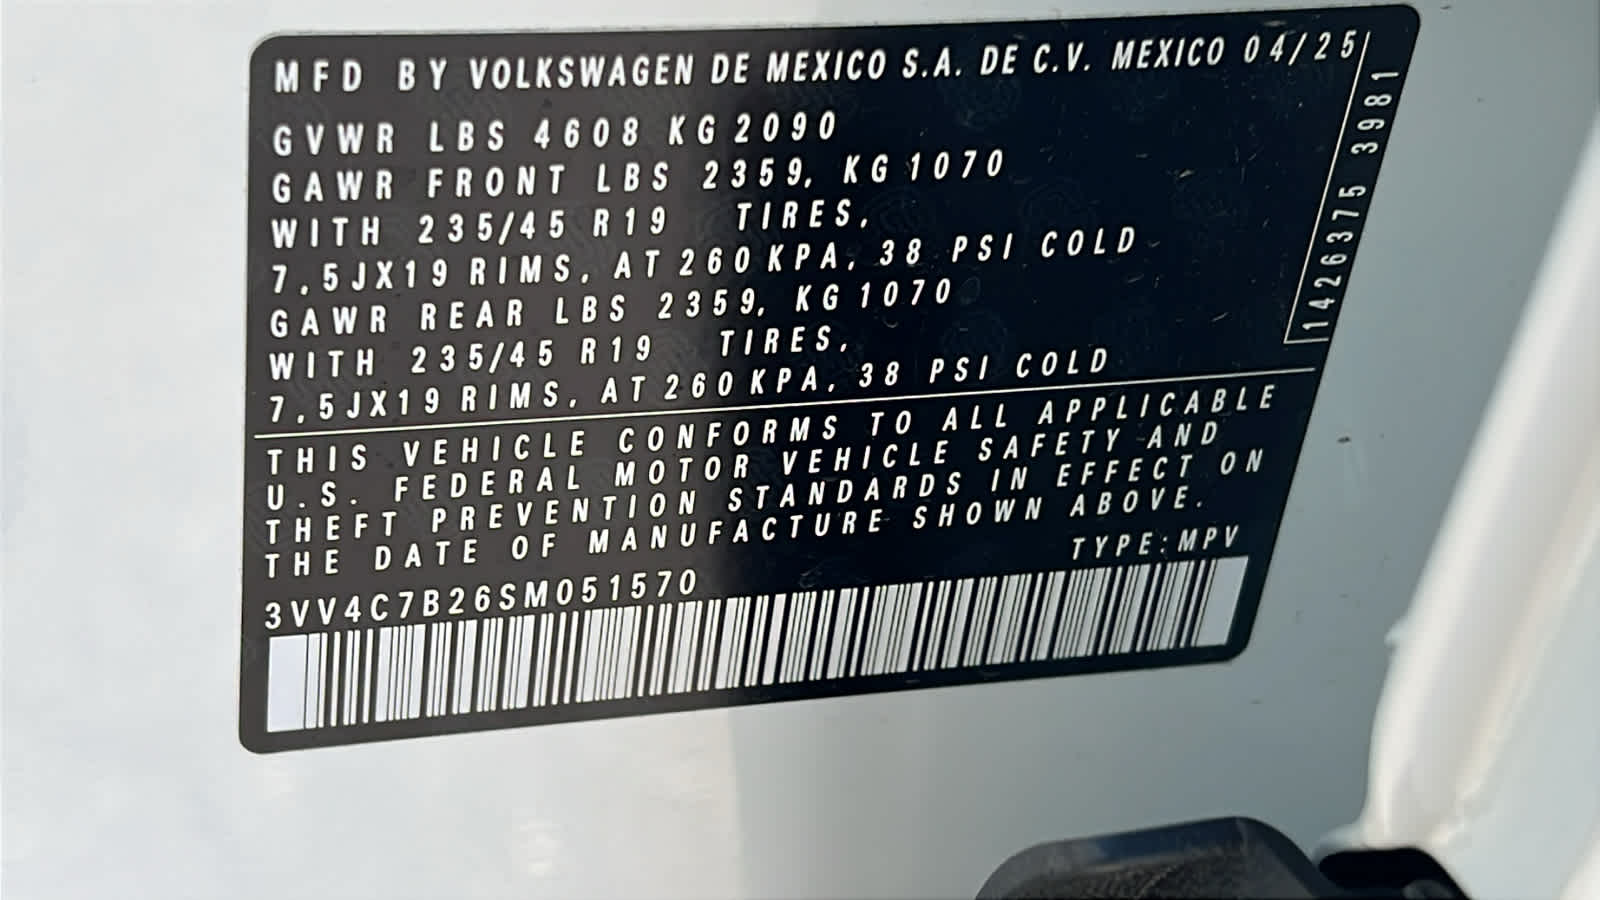 MFD BY VOLKSWAGEN DE MEXICO S.A. DE C.V. MEXICO 04/25
GVWR LBS 4608 KG 2090
GAWR FRONT LBS 2359, KG 1070
WITH 235/45 R19 TIRES,
7,5JX19 RIMS, AT 260 KPA, 38 PSI COLD
GAWR REAR LBS 2359, KG 1070
WITH 235/45 R19 TIRES,
7,5JX19 RIMS, AT 260 KPA, 38 PSI COLD
1426375 3981
THIS VEHICLE CONFORMS TO ALL APPLICABLE
U.S. FEDERAL MOTOR VEHICLE SAFETY AND
THEFT PREVENTION STANDARDS IN EFFECT ON
THE DATE OF MANUFACTURE SHOWN ABOVE.
TYPE: MPV
3VV4C7B26SM051570